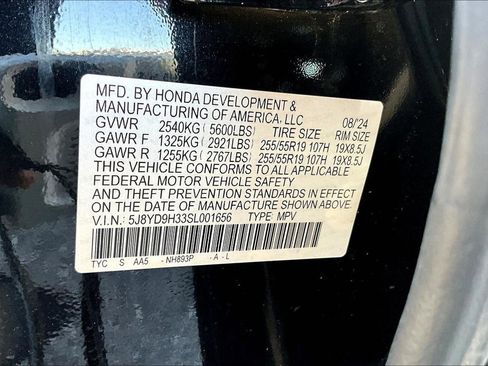 MFD. BY HONDA DEVELOPMENT &
MANUFACTURING OF AMERICA, LLC 08/24
GVWR 2540KG (5600LBS) TIRE SIZE RIM SIZE
GAWR F 1325KG (2921LBS) 255/55R19 107H 19X8.5J
GAWR R 1255KG (2767LBS) 255/55R19 107H 19X8.5J
THIS VEHICLE CONFORMS TO ALL APPLICABLE
FEDERAL MOTOR VEHICLE SAFETY
AND THEFT PREVENTION STANDARDS IN EFFECT
ON THE DATE OF MANUFACTURE SHOWN ABOVE.
V.I.N. 5J8YD9H33SL001656 TYPE: MPV
TYC S AA5 -NH893P -A-L